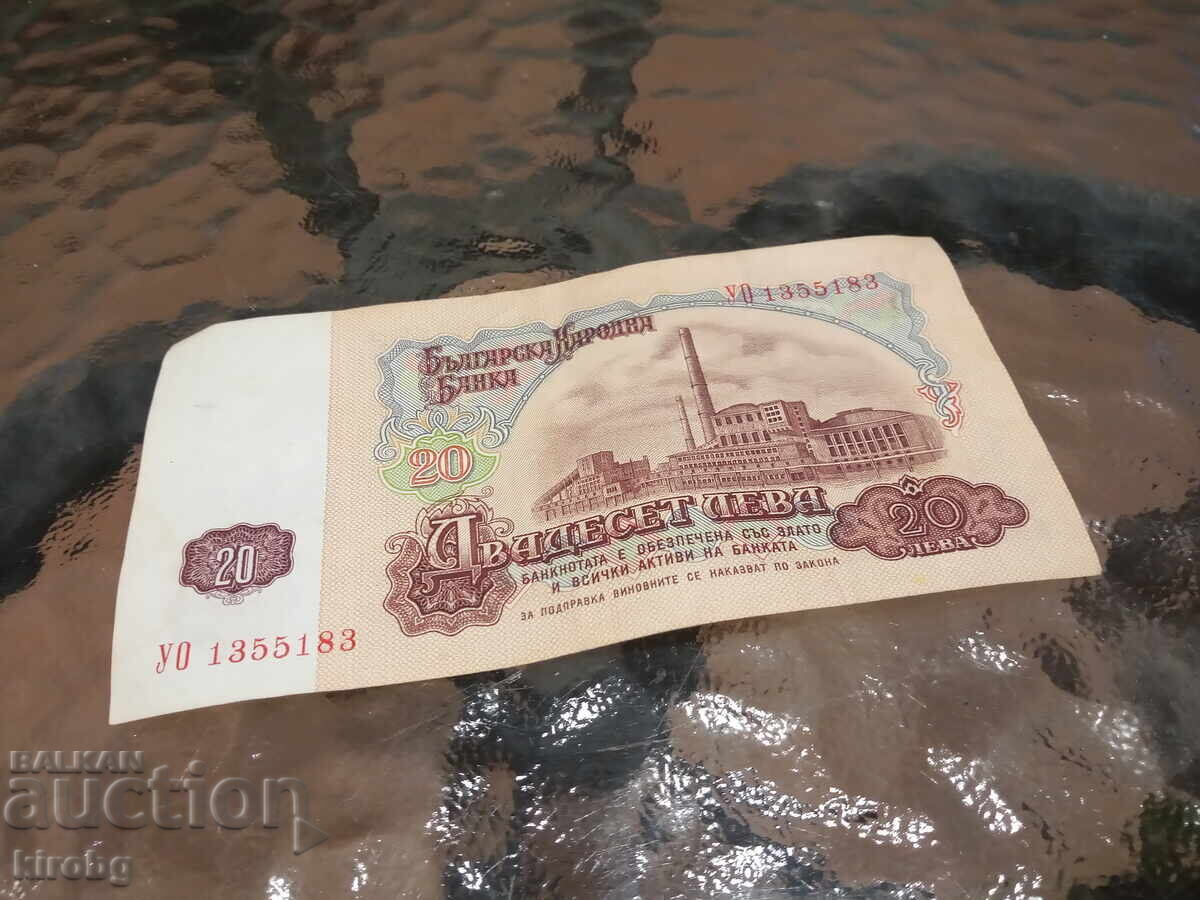 УО 1355183
Българска Народна
Банка
20
Двадесет лева
20
лева
Банкнотата е обезпечена със злато
и всички активи на банката
За подправка виновните се наказват по закона
20
УО 1355183
BALKAN
auction
kirobg